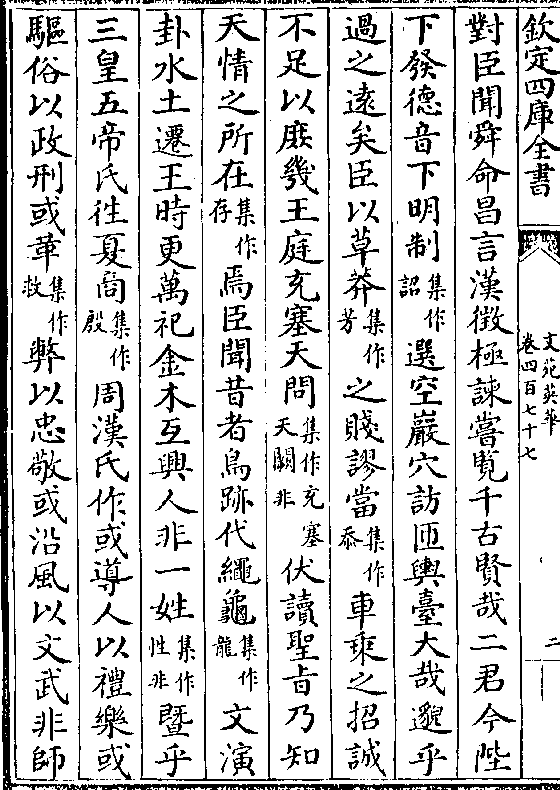 欽定四庫全書
文苑英華
卷四百七十七
二
對臣聞舜命昌言漢徴極諫嘗覧千古賢哉二君今陛
下發德音下明制集作詔選空巖穴訪匝輿臺大哉邈乎
過之逺矣臣以草莽集作芳之賤謬當集作忝車乘之招誠
不足以庶幾王庭充塞天問集作充塞天闕非伏讀聖㫖乃知
天情之所在集作存焉臣聞昔者鳥跡代繩龜集作龍文演
卦水土遷王時更萬祀金木互興人非一姓集作性非暨乎
三皇五帝氏徃夏商集作殷周漢氏作或導人以禮樂或
驅俗以政刑或革集作救弊以忠敬或沿風以文武非師